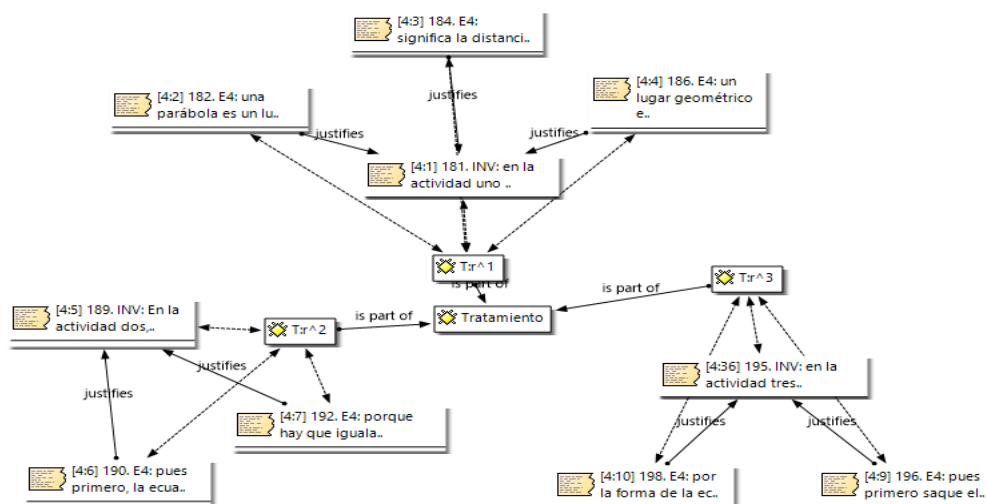 [4:3] 184. E4:
significa la distanci..
justifies
[4:2] 182. E4: una
parábola es un lu..
[4:4] 186. E4: un
lugar geométrico
e..
justifies
justifies
[4:1] 181. INV: en la
actividad uno ..
T:r^1
is part of
T:r^3
is part of
[4:5] 189. INV: En la
actividad dos,..
T:r^2
is part of
Tratamiento
justifies
justifies
[4:36] 195. INV: en la
actividad tres..
[4:7] 192. E4: porque
hay que iguala..
justifies
justifies
[4:6] 190. E4: pues
primero, la ecua..
[4:10] 198. E4: por
la forma de la ec..
[4:9] 196. E4: pues
primero saque el..